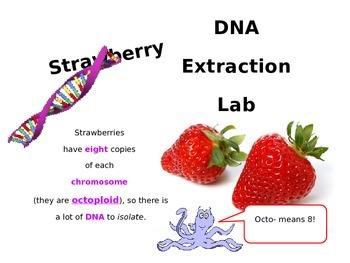 Strawberry
DNA
Extraction
Lab
Strawberries
have eight copies
of each
chromosome
(they are octoploid), so there is
a lot of DNA to isolate.
Octo- means 8!